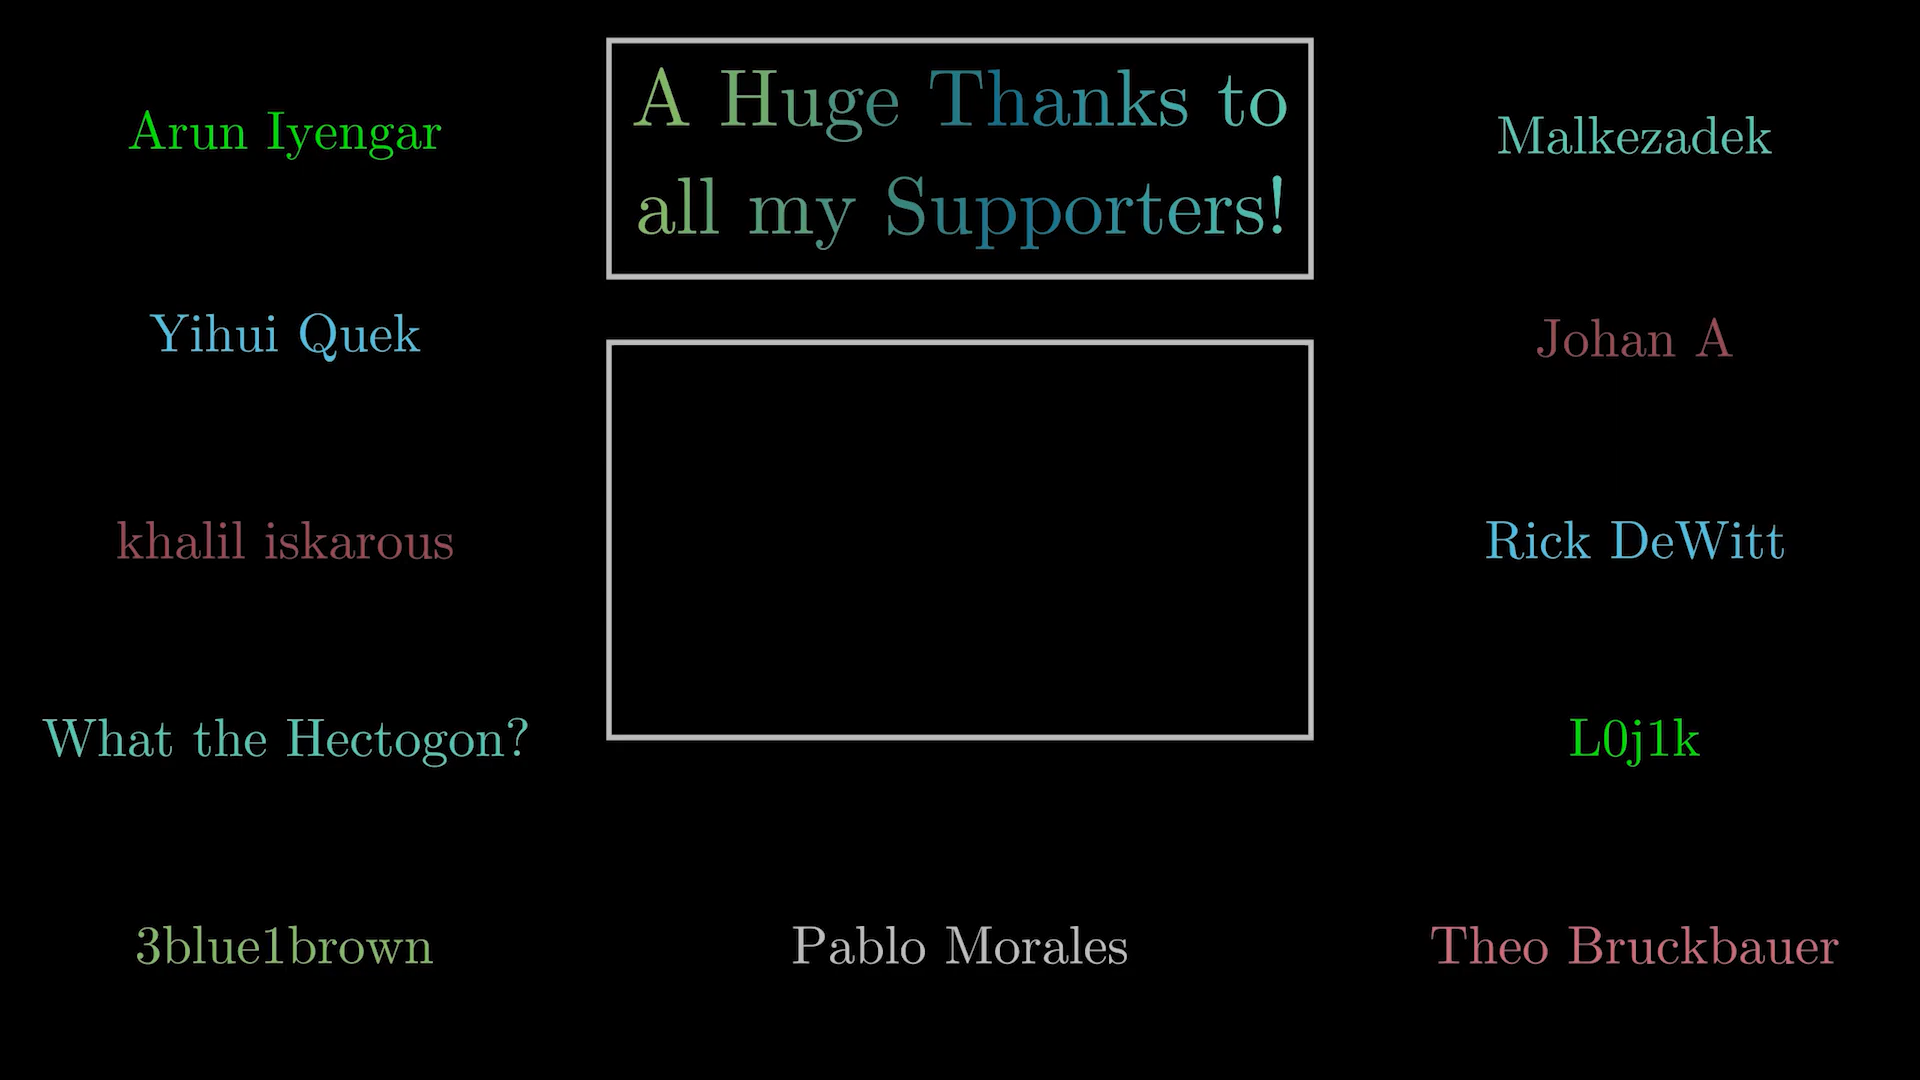 A Huge Thanks to
all my Supporters!
Arun Iyengar
Malkezadek
Yihui Quek
Johan A
khalil iskarous
Rick DeWitt
What the Hectogon?
L0j1k
3blue1brown
Pablo Morales
Theo Bruckbauer